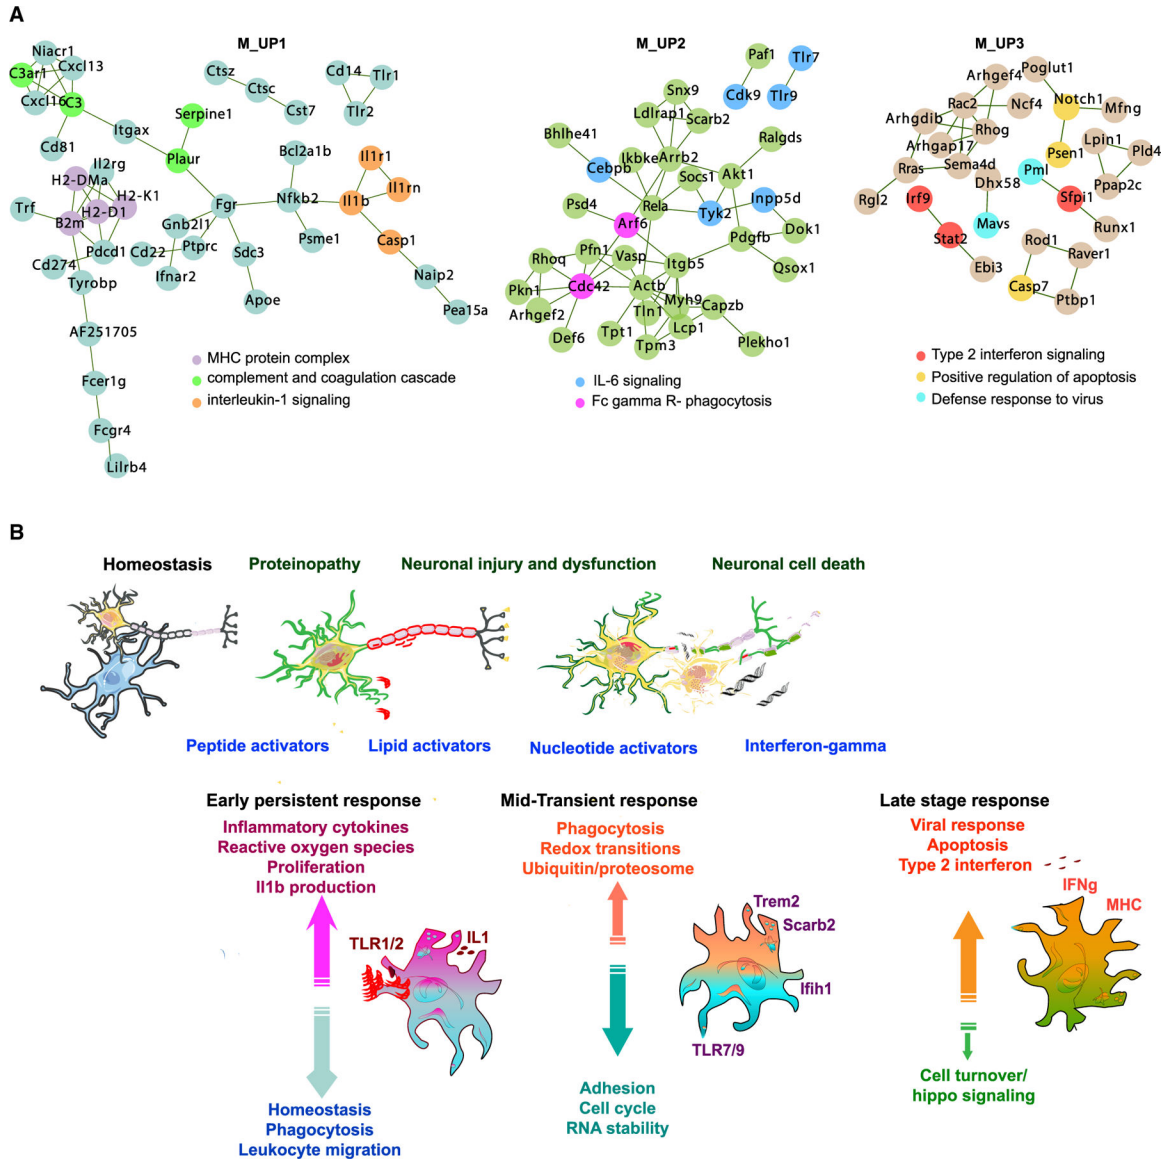 A
M_UP1
M_UP2
M_UP3
Niacr1
C3ar1
Cxcl13
Cxcl16
C3
Cd81
Itgax
Ctsz
Ctsc
Cst7
Cd14
Tlr1
Tlr2
Serpine1
Plaur
Bcl2a1b
Il1r1
Il1rn
Il1b
Casp1
Il2rg
H2-DMa
H2-K1
H2-D1
Trf
B2m
Pdcd1
Cd274
Tyrobp
Fgr
Nfkb2
Gnb2l1
Cd22
Ptprc
Sdc3
Psme1
Ifnar2
Apoe
Naip2
Pea15a
AF251705
Fcer1g
Fcgr4
Lilrb4
MHC protein complex
complement and coagulation cascade
interleukin-1 signaling
Paf1
Tlr7
Cdk9
Tlr9
Snx9
Ldlrap1
Scarb2
Bhlhe41
Ralgds
Cebpb
Ikbke
Arrb2
Socs1
Akt1
Psd4
Rela
Tyk2
Inpp5d
Arf6
Dok1
Pdgfb
Pfn1
Rhoq
Vasp
Itgb5
Qsox1
Pkn1
Cdc42
Actb
Myh9
Capzb
Arhgef2
Tln1
Lcp1
Def6
Tpt1
Tpm3
Plekho1
IL-6 signaling
Fc gamma R- phagocytosis
Poglut1
Arhgef4
Rac2
Ncf4
Notch1
Mfng
Arhgdib
Rhog
Arhgap17
Lpin1
Pld4
Psen1
Rras
Sema4d
Pml
Dhx58
Ppap2c
Rgl2
Irf9
Sfpi1
Mavs
Runx1
Stat2
Rod1
Raver1
Ebi3
Casp7
Ptbp1
Type 2 interferon signaling
Positive regulation of apoptosis
Defense response to virus
B
Homeostasis
Proteinopathy
Neuronal injury and dysfunction
Neuronal cell death
Peptide activators
Lipid activators
Nucleotide activators
Interferon-gamma
Early persistent response
Inflammatory cytokines
Reactive oxygen species
Proliferation
Il1b production
TLR1/2
IL1
Homeostasis
Phagocytosis
Leukocyte migration
Mid-Transient response
Phagocytosis
Redox transitions
Ubiquitin/proteosome
Trem2
Scarb2
Ifih1
TLR7/9
Adhesion
Cell cycle
RNA stability
Late stage response
Viral response
Apoptosis
Type 2 interferon
IFNg
MHC
Cell turnover/
hippo signaling